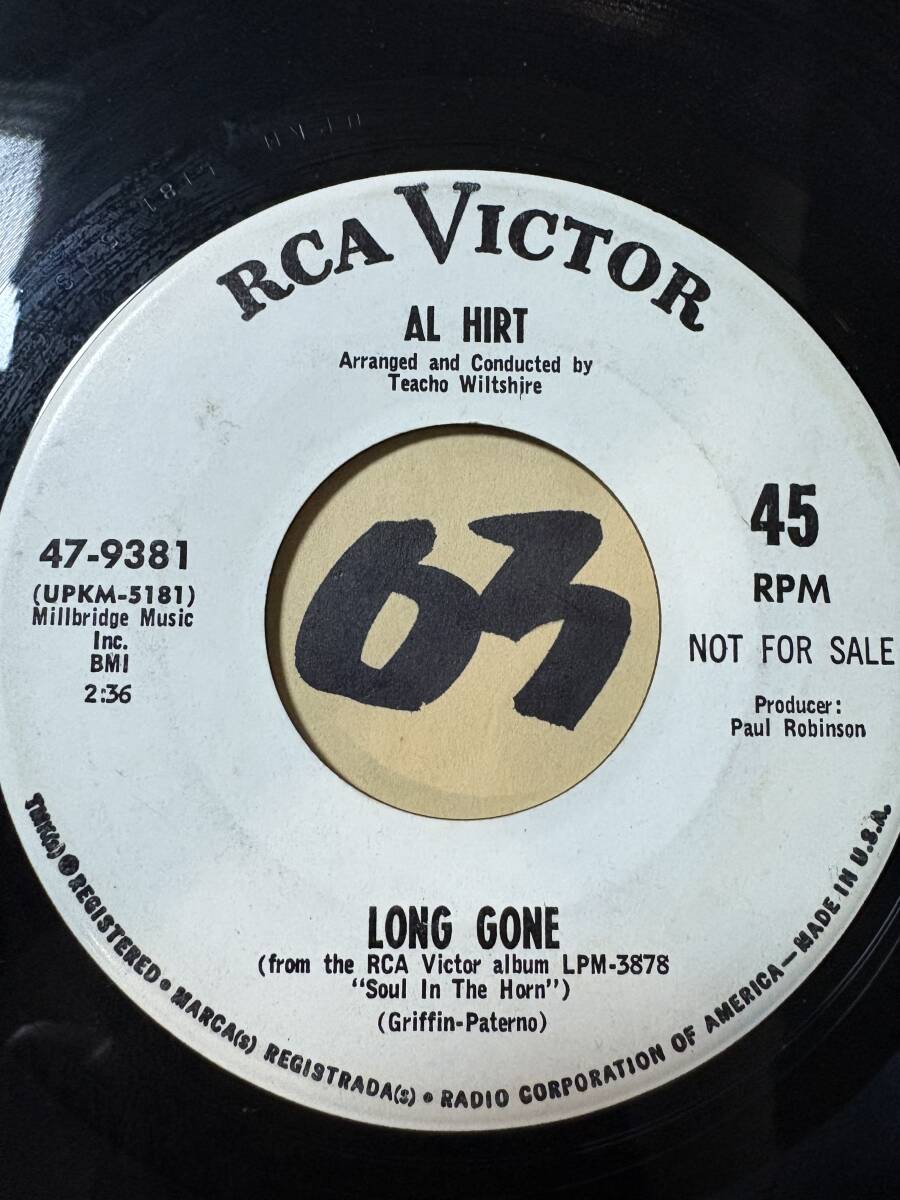 RCA VICTOR
AL HIRT
Arranged and Conducted by
Teacho Wiltshire
47-9381
(UPKM-5181)
Millbridge Music
Inc.
BMI
2:36
45
RPM
NOT FOR SALE
Producer:
Paul Robinson
LONG GONE
(from the RCA Victor album LPM-3878
"Soul In The Horn")
(Griffin-Paterno)
TMK(s) ® REGISTERED • MARCA(s) REGISTRADA(s) • RADIO CORPORATION OF AMERICA—MADE IN U.S.A.